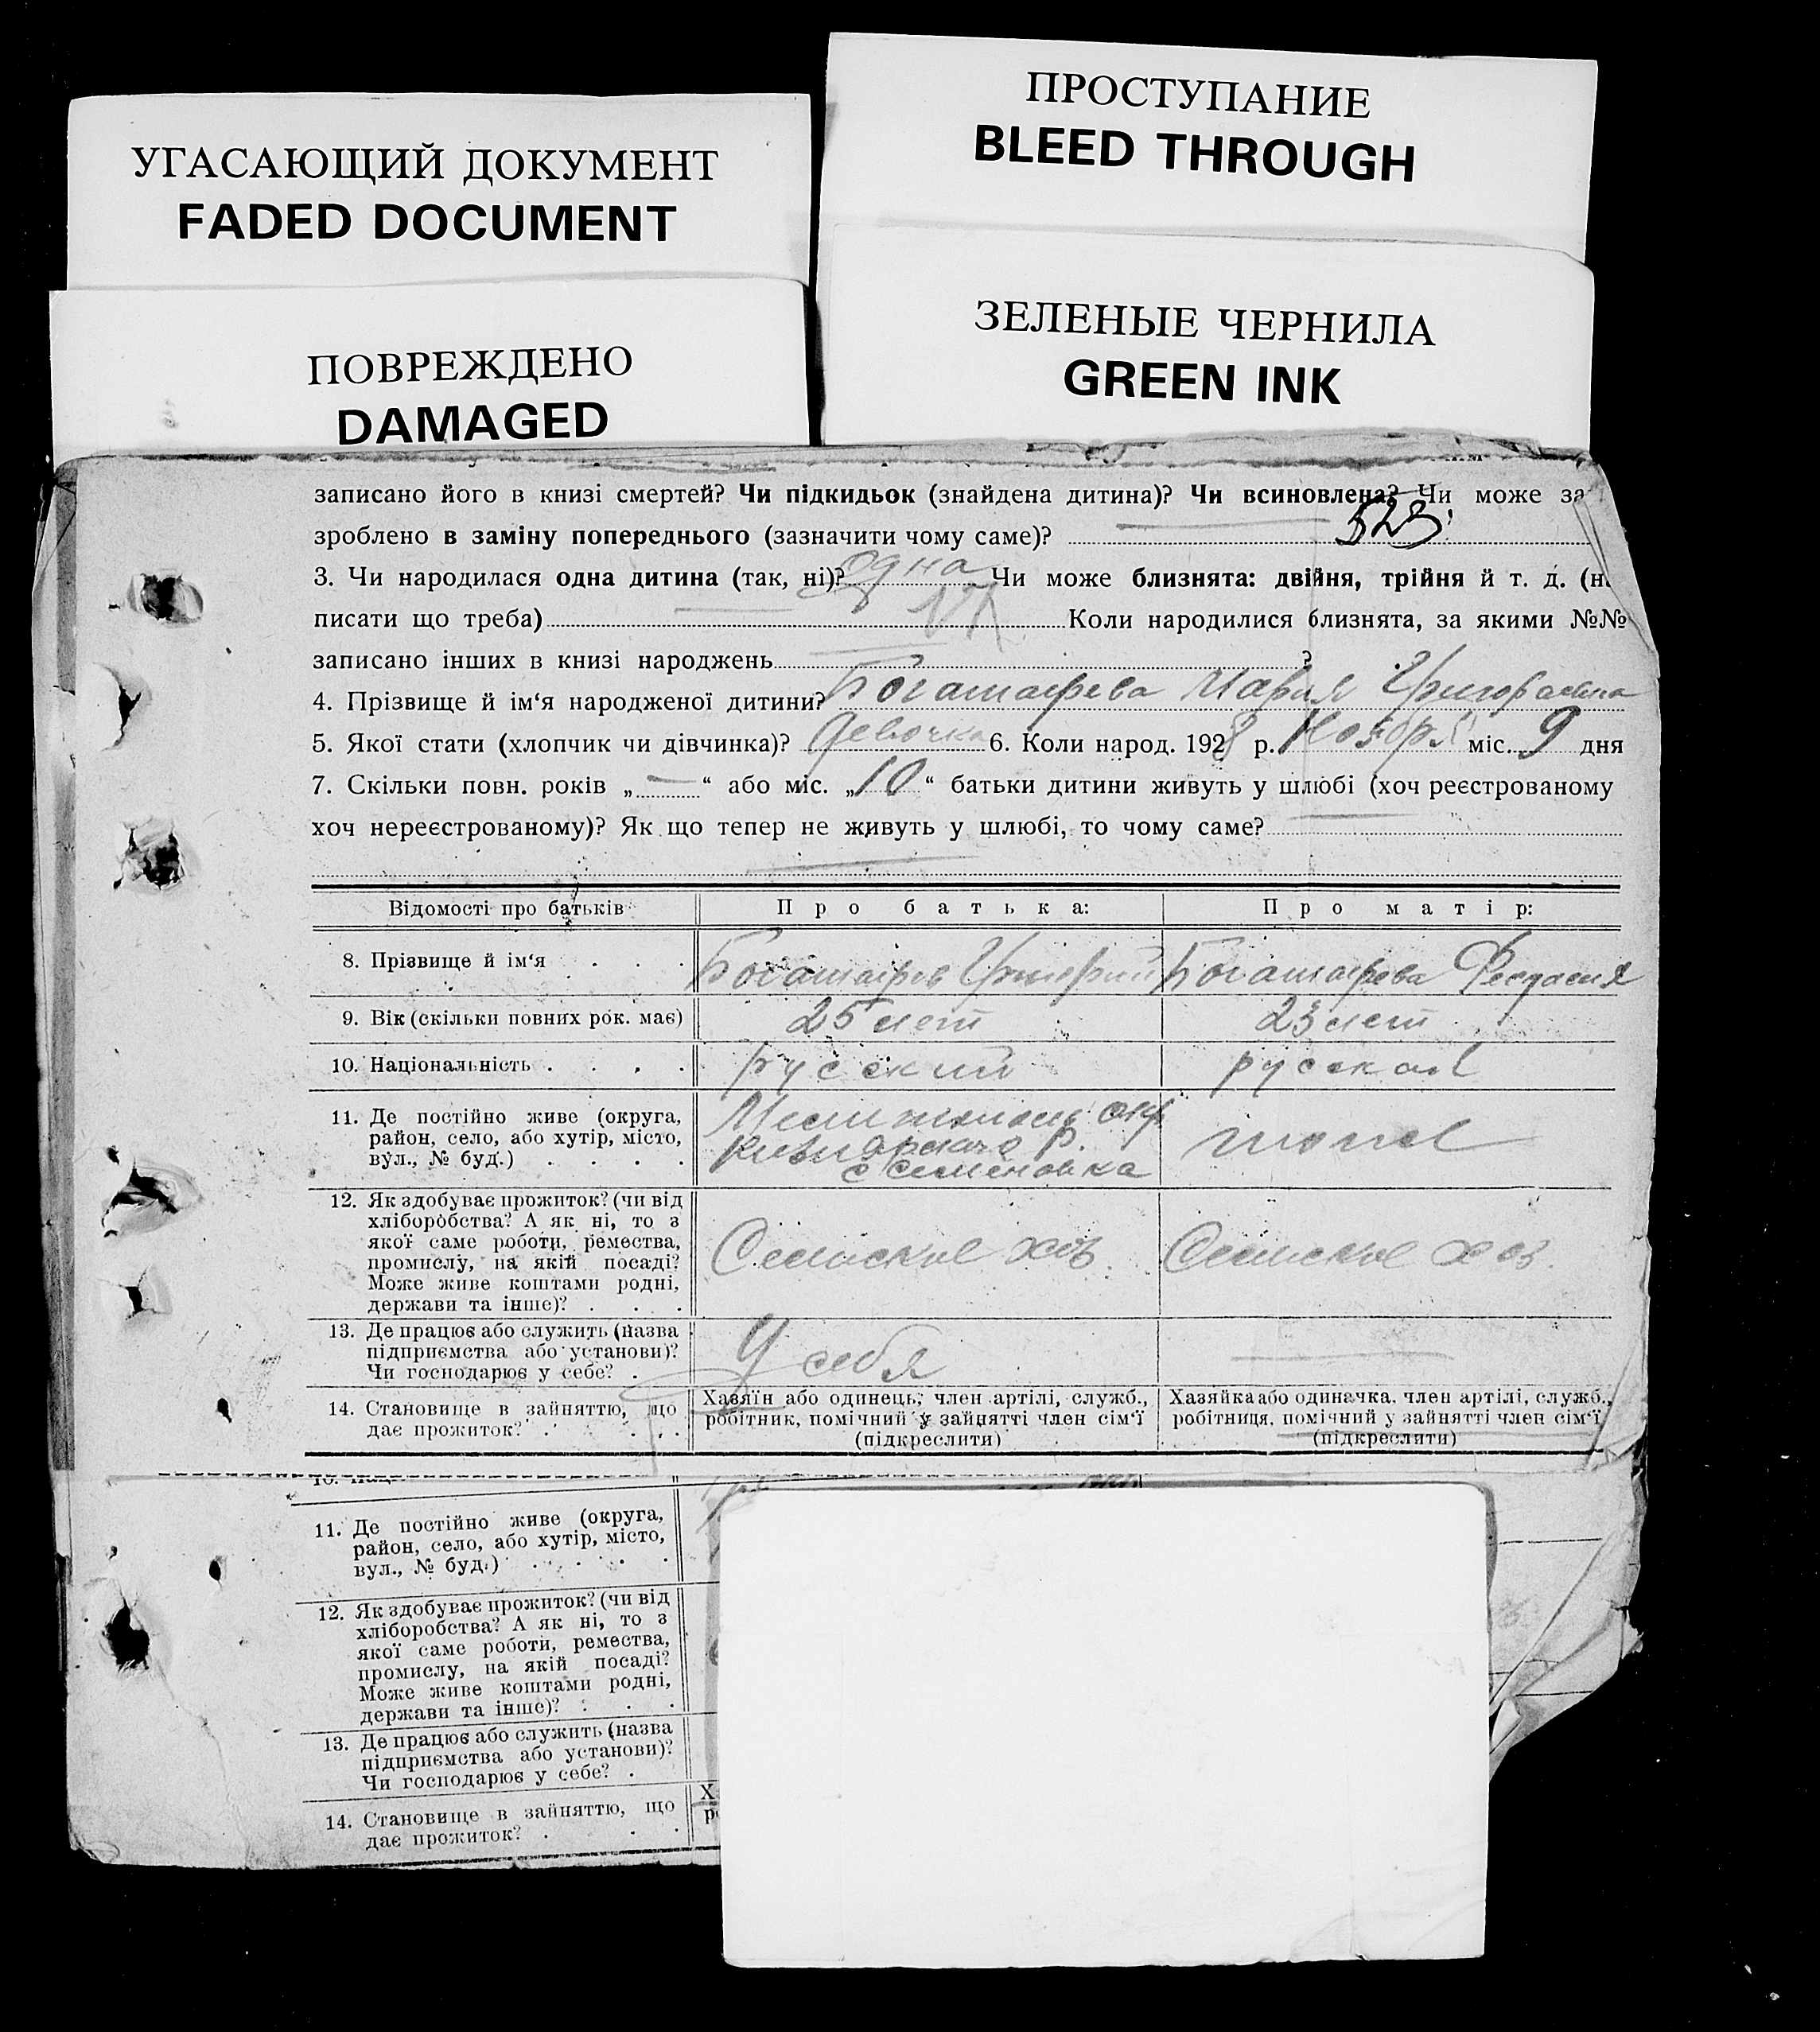 УГАСАЮЩИЙ ДОКУМЕНТ
FADED DOCUMENT
ПРОСТУПАНИЕ
BLEED THROUGH
ПОВРЕЖДЕНО
DAMAGED
ЗЕЛЕНЫЕ ЧЕРНИЛА
GREEN INK
записано його в книзі смертей? Чи підкидьок (знайдена дитина)? Чи всиновлена? Чи може
523
зроблено в заміну попереднього (зазначити чому саме)?
3. Чи народилася одна дитина (так, ні)? одна Чи може близнята: двійня, трійня й т. д.
писати що треба) Коли народилися близнята, за якими №№
записано інших в книзі народжень ?
4. Прізвище й ім‘я народженої дитини? Мария Григорьевна
5. Якої стати (хлопчик чи дівчинка)? девочка 6. Коли народ. 1928 р. Ноября міс. 9 дня
7. Скільки повн. років „—“ або міс. „10“ батьки дитини живуть у шлюбі (хоч реєстрованому
хоч нереєстрованому)? Як що тепер не живуть у шлюбі, то чому саме?
Відомості про батьків Про батька: Про матір:
8. Прізвище й ім‘я Григорий
9. Вік (скільки повних рок. має) 25 лет 23 лет
10. Національність русский русская
11. Де постійно живе (округа,
район, село, або хутір, місто,
вул., № буд.)
окр
р.
с Семеновка
12. Як здобуває прожиток? (чи від
хліборобства? А як ні, то з
якої саме роботи, ремества,
промислу, на якій посаді?
Може живе коштами родні,
держави та інше)?
Сельское хоз. Сельское хоз.
13. Де працює або служить (назва
підприємства або установи)?
Чи господарює у себе?
У себя —
14. Становище в зайняттю, що
дає прожиток?
Хазяїн або одинець, член артілі, служб.,
робітник, помічний у зайнятті член сім‘ї
(підкреслити)
Хазяйка або одиначка, член артілі, служб.,
робітниця, помічний у зайнятті член сім‘ї
(підкреслити)
11. Де постійно живе (округа,
район, село, або хутір, місто,
вул., № буд.)
12. Як здобуває прожиток? (чи від
хліборобства? А як ні, то з
якої саме роботи, ремества,
промислу, на якій посаді?
Може живе коштами родні,
держави та інше)?
13. Де працює або служить (назва
підприємства або установи)?
Чи господарює у себе?
14. Становище в зайняттю, що
дає прожиток?